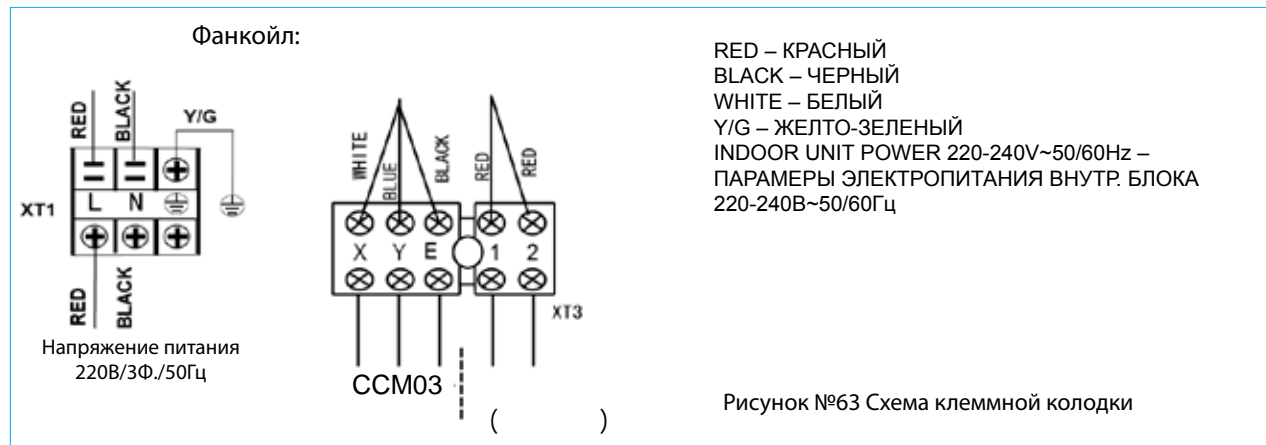 Фанкойл:
RED
BLACK
Y/G
XT1
L N
RED
BLACK
Напряжение питания
220В/3Ф./50Гц
WHITE
BLUE
BLACK
RED
RED
X Y E 1 2
XT3
CCM03
( )
RED – КРАСНЫЙ
BLACK – ЧЕРНЫЙ
WHITE – БЕЛЫЙ
Y/G – ЖЕЛТО-ЗЕЛЕНЫЙ
INDOOR UNIT POWER 220-240V~50/60Hz –
ПАРАМЕРЫ ЭЛЕКТРОПИТАНИЯ ВНУТР. БЛОКА
220-240В~50/60Гц
Рисунок №63 Схема клеммной колодки